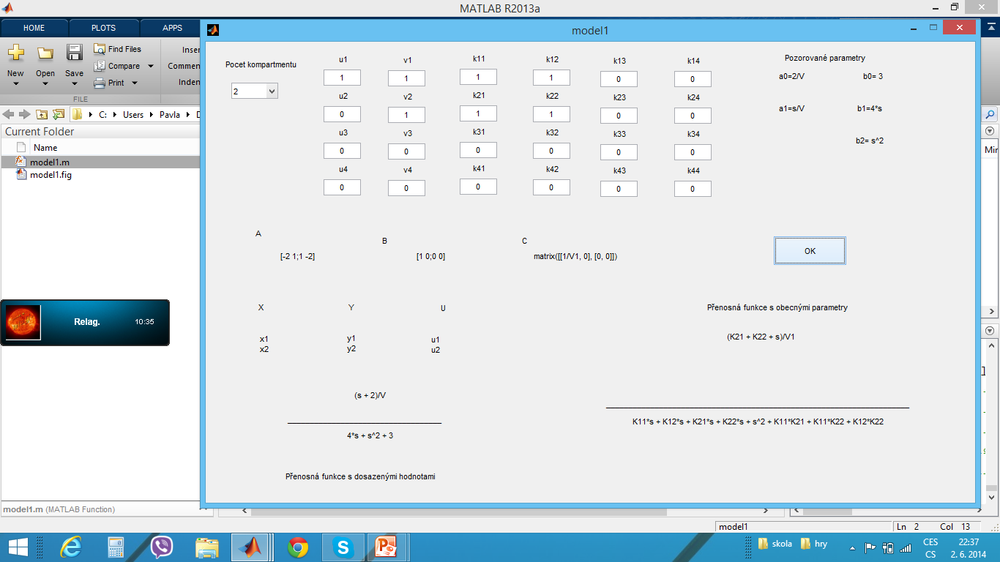 MATLAB R2013a
HOME PLOTS APPS
model1
New Open Save
Find Files
Compare
Print
Inser
Commen
Inden
FILE
C: Users Pavla
Current Folder
Name
model1.m
model1.fig
Pocet kompartmentu
2
u1 v1 k11 k12 k13 k14
1 1 1 1 0 0
u2 v2 k21 k22 k23 k24
0 1 1 1 0 0
u3 v3 k31 k32 k33 k34
0 0 0 0 0 0
u4 v4 k41 k42 k43 k44
0 0 0 0 0 0
Pozorované parametry
a0=2/V b0= 3
a1=s/V b1=4*s
b2= s^2
Mir
A B C
[-2 1;1 -2] [1 0;0 0] matrix([[1/V1, 0], [0, 0]])
OK
X Y U
x1 y1 u1
x2 y2 u2
Přenosná funkce s obecnými parametry
(K21 + K22 + s)/V1
K11*s + K12*s + K21*s + K22*s + s^2 + K11*K21 + K11*K22 + K12*K22
(s + 2)/V
4*s + s^2 + 3
Přenosná funkce s dosazenými hodnotami
Relag. 10:35
model1.m (MATLAB Function)
model1 Ln 2 Col 13
skola hry
CES
CS
22:37
2. 6. 2014